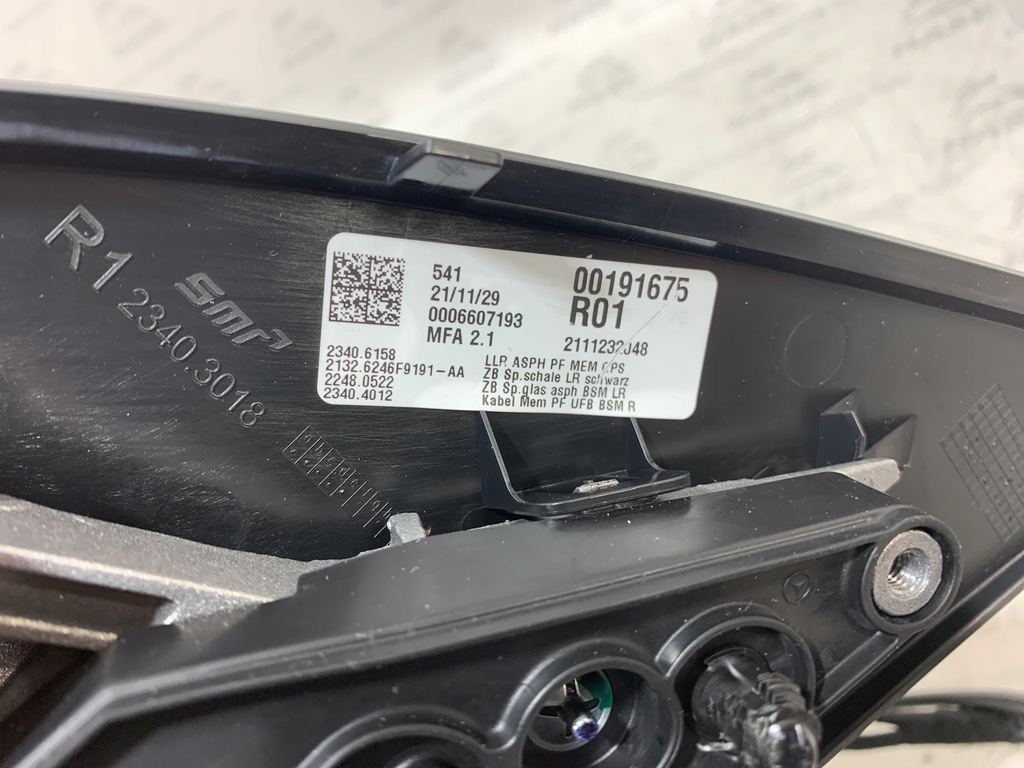 R1 2340.3018
smr
541
21/11/29
0006607193
MFA 2.1
00191675
R01
2111232048
2340.6158
2132.6246F9191-AA
2248.0522
2340.4012
LLR ASPH PF MEM CPS
ZB Sp.schale LR schwarz
ZB Sp.glas asph BSM LR
Kabel Mem PF UFB BSM R